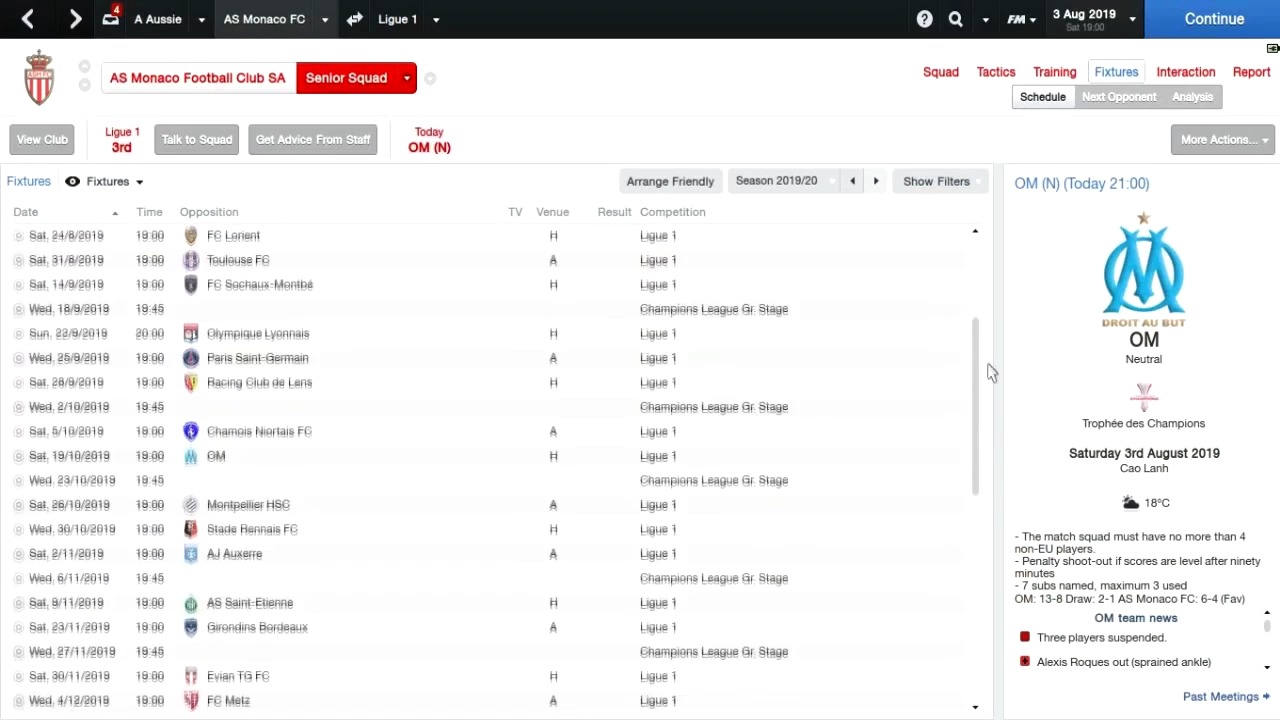 4
A Aussie
AS Monaco FC
Ligue 1
FM
3 Aug 2019
Sat 19:00
Continue
AS Monaco Football Club SA
Senior Squad
Squad Tactics Training Fixtures Interaction Report
Schedule Next Opponent Analysis
View Club
Ligue 1
3rd
Talk to Squad
Get Advice From Staff
Today
OM (N)
More Actions...
Fixtures
Fixtures
Arrange Friendly
Season 2019/20
Show Filters
Date Time Opposition TV Venue Result Competition
Sat, 24/8/2019 19:00 FC Lorient H Ligue 1
Sat, 31/8/2019 19:00 Toulouse FC A Ligue 1
Sat, 14/9/2019 19:00 FC Sochaux-Montbé H Ligue 1
Wed, 18/9/2019 19:45 Champions League Gr. Stage
Sun, 22/9/2019 20:00 Olympique Lyonnais H Ligue 1
Wed, 25/9/2019 19:00 Paris Saint-Germain A Ligue 1
Sat, 28/9/2019 19:00 Racing Club de Lens H Ligue 1
Wed, 2/10/2019 19:45 Champions League Gr. Stage
Sat, 5/10/2019 19:00 Chamois Niortais FC A Ligue 1
Sat, 19/10/2019 19:00 OM H Ligue 1
Wed, 23/10/2019 19:45 Champions League Gr. Stage
Sat, 26/10/2019 19:00 Montpellier HSC A Ligue 1
Wed, 30/10/2019 19:00 Stade Rennais FC H Ligue 1
Sat, 2/11/2019 19:00 AJ Auxerre A Ligue 1
Wed, 6/11/2019 19:45 Champions League Gr. Stage
Sat, 9/11/2019 19:00 AS Saint-Etienne H Ligue 1
Sat, 23/11/2019 19:00 Girondins Bordeaux A Ligue 1
Wed, 27/11/2019 19:45 Champions League Gr. Stage
Sat, 30/11/2019 19:00 Evian TG FC H Ligue 1
Wed, 4/12/2019 19:00 FC Metz A Ligue 1
OM (N) (Today 21:00)
DROIT AU BUT
OM
Neutral
Trophée des Champions
Saturday 3rd August 2019
Cao Lanh
18°C
- The match squad must have no more than 4
non-EU players.
- Penalty shoot-out if scores are level after ninety
minutes
- 7 subs named, maximum 3 used
OM: 13-8 Draw: 2-1 AS Monaco FC: 6-4 (Fav)
OM team news
Three players suspended.
Alexis Roques out (sprained ankle)
Past Meetings